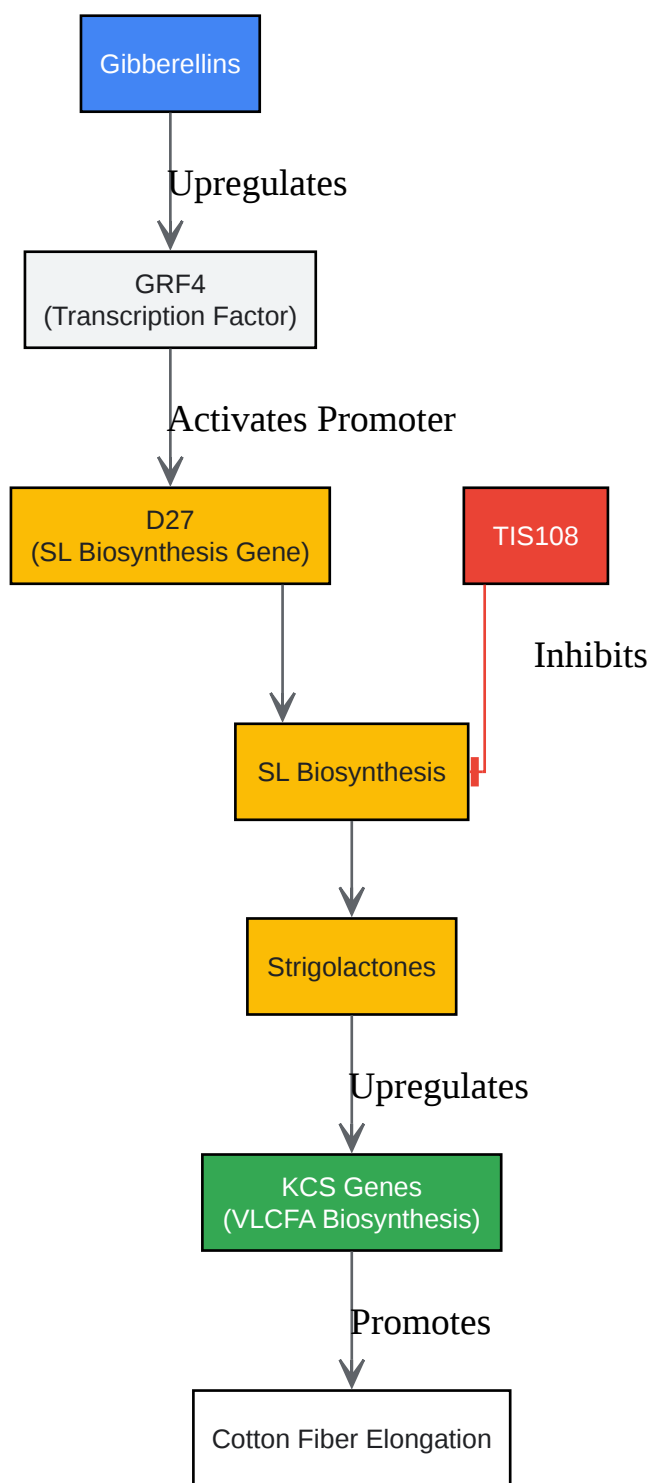 Gibberellins
Upregulates
GRF4
(Transcription Factor)
Activates Promoter
D27
(SL Biosynthesis Gene)
TIS108
Inhibits
SL Biosynthesis
Strigolactones
Upregulates
KCS Genes
(VLCFA Biosynthesis)
Promotes
Cotton Fiber Elongation